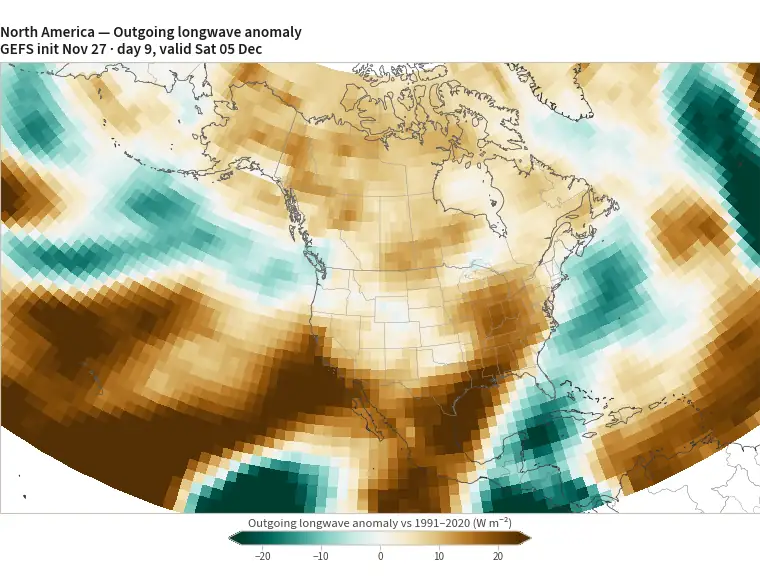 North America — Outgoing longwave anomaly
GEFS init Nov 27 · day 9, valid Sat 05 Dec
Outgoing longwave anomaly vs 1991–2020 (W m⁻²)
−20 −10 0 10 20